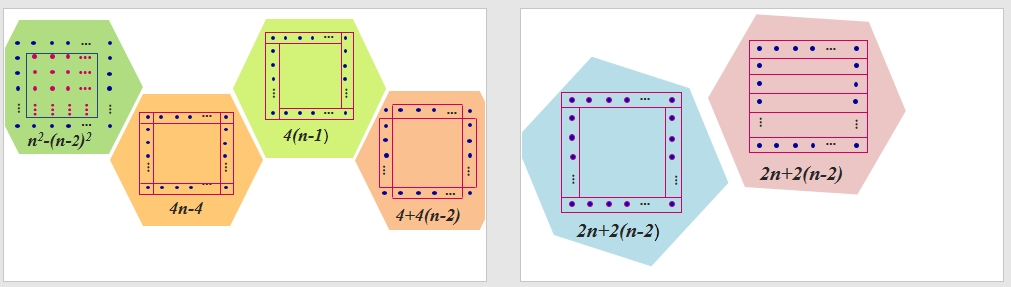 n²-(n-2)²
4n-4
4(n-1)
4+4(n-2)
2n+2(n-2)
2n+2(n-2)